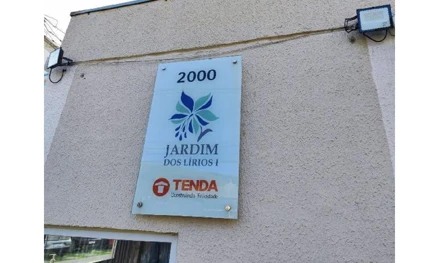 2000
JARDIM
DOS LÍRIOS I
TENDA